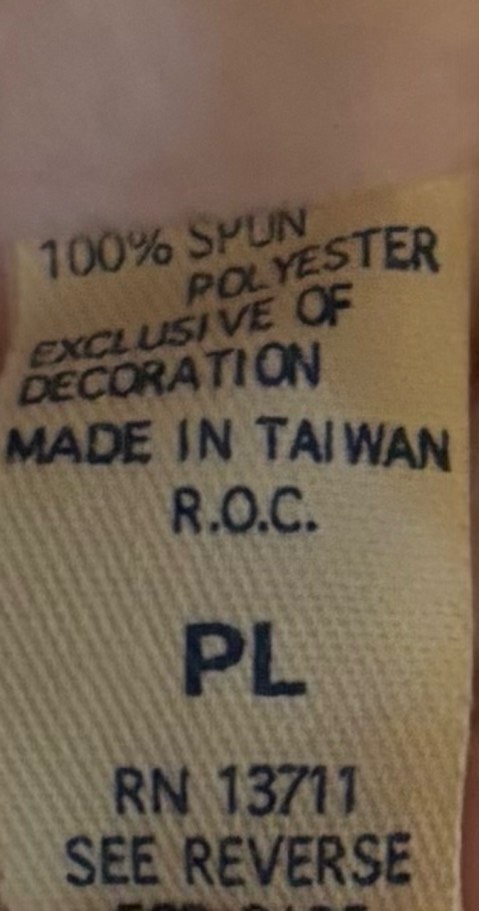 100% SPUN
POLYESTER
EXCLUSIVE OF
DECORATION
MADE IN TAIWAN
R.O.C.
PL
RN 13711
SEE REVERSE